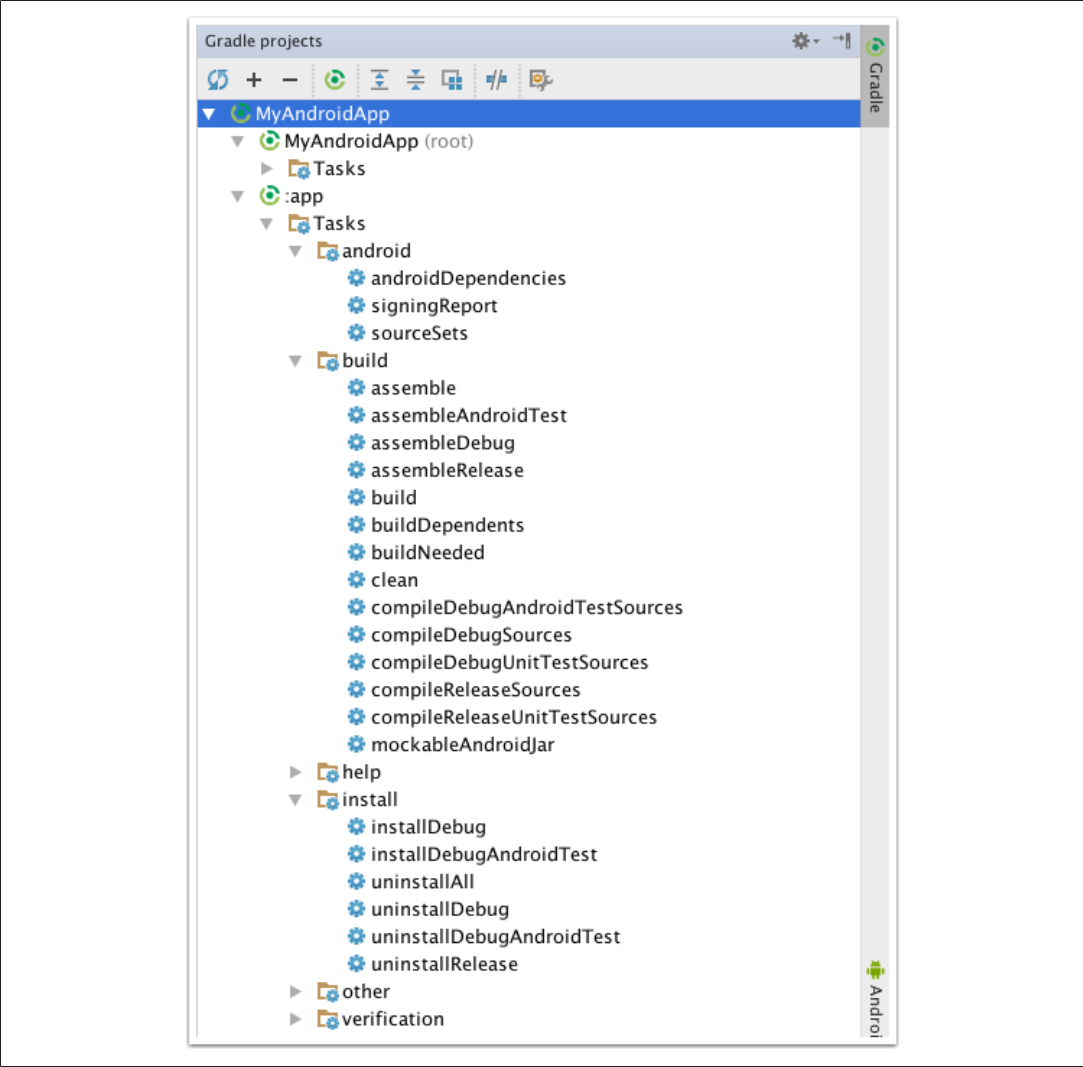 Gradle projects
Gradle
MyAndroidApp
MyAndroidApp (root)
Tasks
:app
Tasks
android
androidDependencies
signingReport
sourceSets
build
assemble
assembleAndroidTest
assembleDebug
assembleRelease
build
buildDependents
buildNeeded
clean
compileDebugAndroidTestSources
compileDebugSources
compileDebugUnitTestSources
compileReleaseSources
compileReleaseUnitTestSources
mockableAndroidJar
help
install
installDebug
installDebugAndroidTest
uninstallAll
uninstallDebug
uninstallDebugAndroidTest
uninstallRelease
other
verification
Androi